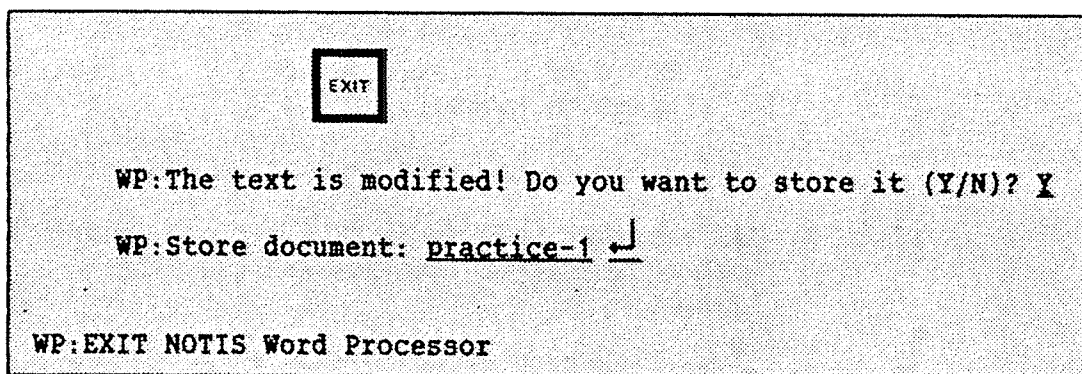 EXIT
WP:The text is modified! Do you want to store it (Y/N)? Y
WP:Store document: practice-1 ↵
WP:EXIT NOTIS Word Processor